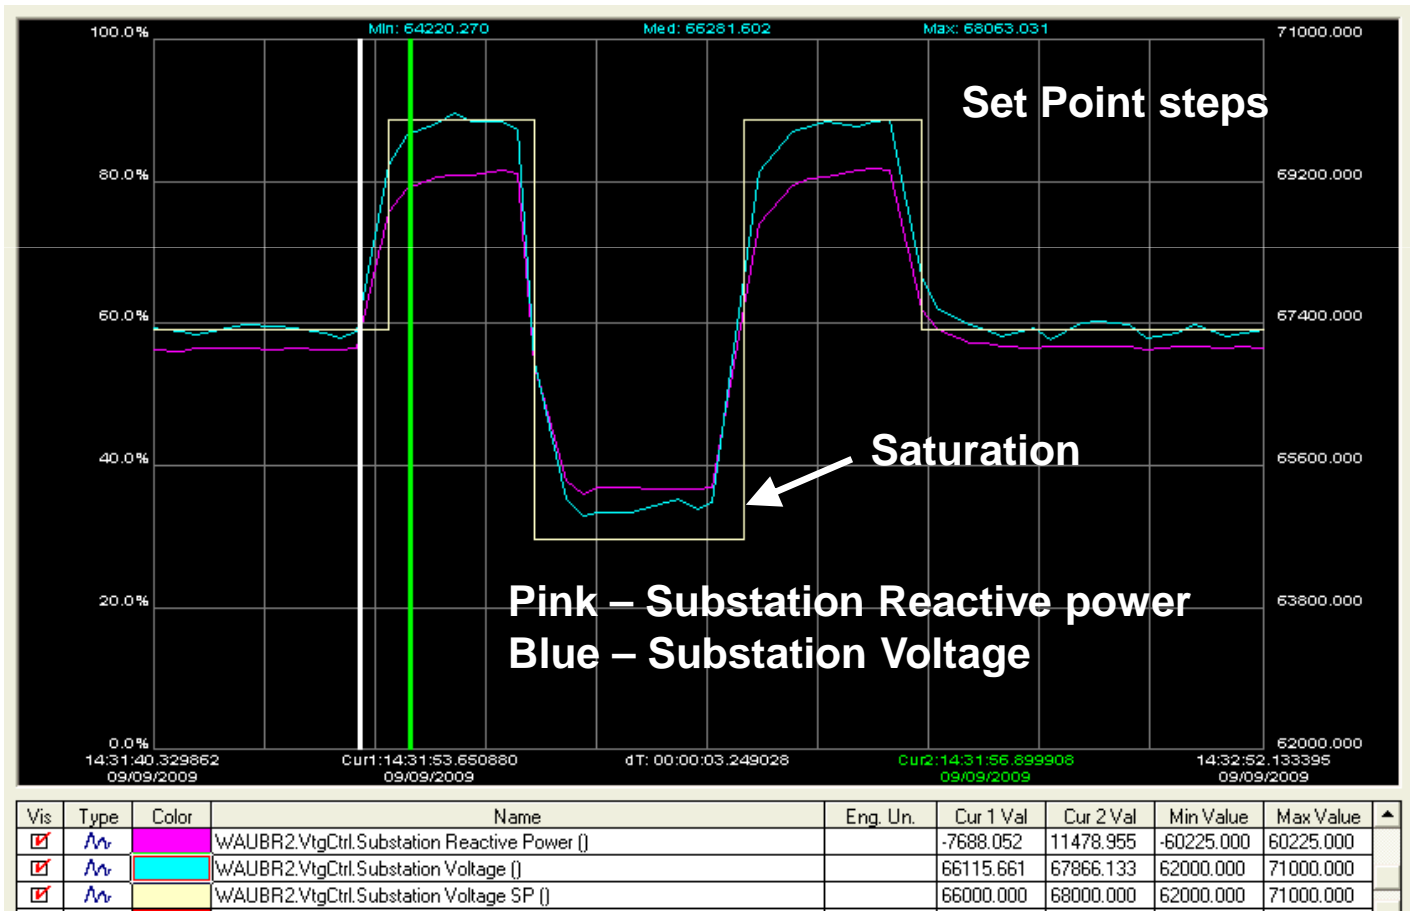 100.0% Min: 64220.270 Med: 66281.602 Max: 68063.031 71000.000
Set Point steps
80.0% 69200.000
60.0% 67400.000
Saturation
40.0% 65600.000
Pink – Substation Reactive power
20.0% 63800.000
Blue – Substation Voltage
0.0% 62000.000
14:31:40.329862 Cur1:14:31:53.650880 dT: 00:00:03.249028 Cur2:14:31:56.899908 14:32:52.133395
09/09/2009 09/09/2009 09/09/2009 09/09/2009
Vis Type Color Name Eng. Un. Cur 1 Val Cur 2 Val Min Value Max Value
WAUBR2.VtgCtrl.Substation Reactive Power () -7688.052 11478.955 -60225.000 60225.000
WAUBR2.VtgCtrl.Substation Voltage () 66115.661 67866.133 62000.000 71000.000
WAUBR2.VtgCtrl.Substation Voltage SP () 66000.000 68000.000 62000.000 71000.000